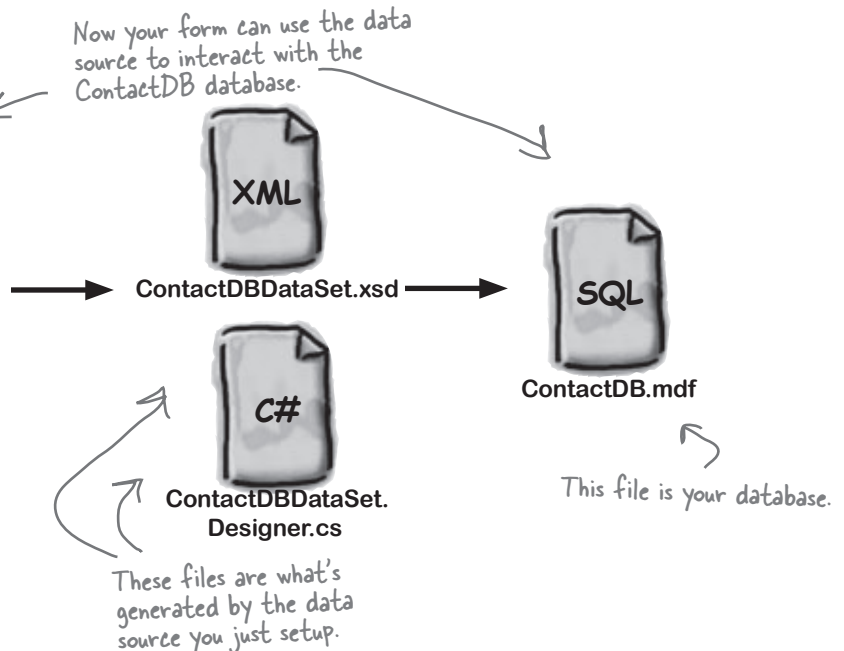 Now your form can use the data
source to interact with the
ContactDB database.
XML
ContactDBDataSet.xsd
SQL
ContactDB.mdf
C#
ContactDBDataSet.
Designer.cs
This file is your database.
These files are what's
generated by the data
source you just setup.